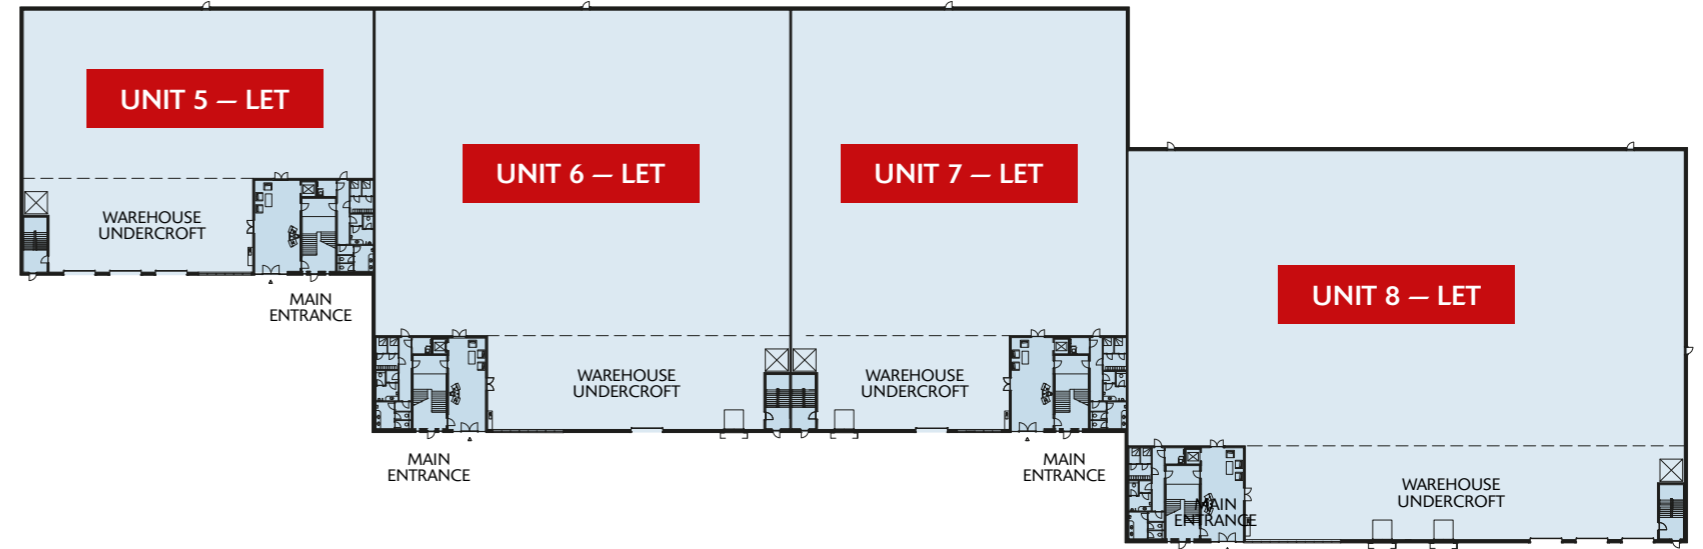 UNIT 5 — LET
UNIT 6 — LET
UNIT 7 — LET
UNIT 8 — LET
WAREHOUSE
UNDERCROFT
MAIN
ENTRANCE
WAREHOUSE
UNDERCROFT
WAREHOUSE
UNDERCROFT
MAIN
ENTRANCE
MAIN
ENTRANCE
WAREHOUSE
UNDERCROFT
MAIN
ENTRANCE